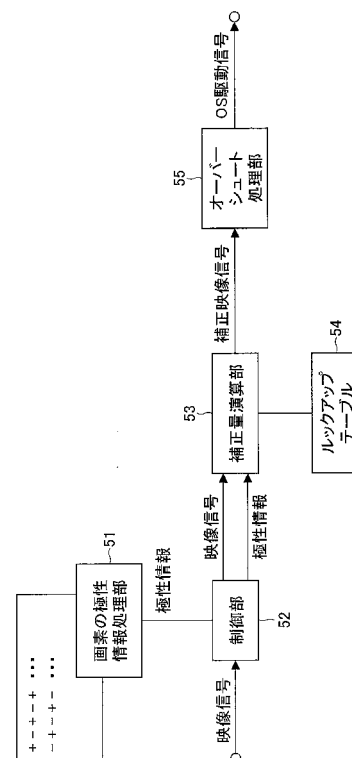 + - + - + …
- + - + - …
51
画素の極性
情報処理部
極性情報
映像信号
制御部
52
映像信号
極性情報
53
補正量演算部
54
ルックアップ
テーブル
補正映像信号
55
オーバー
シュート
処理部
OS駆動信号